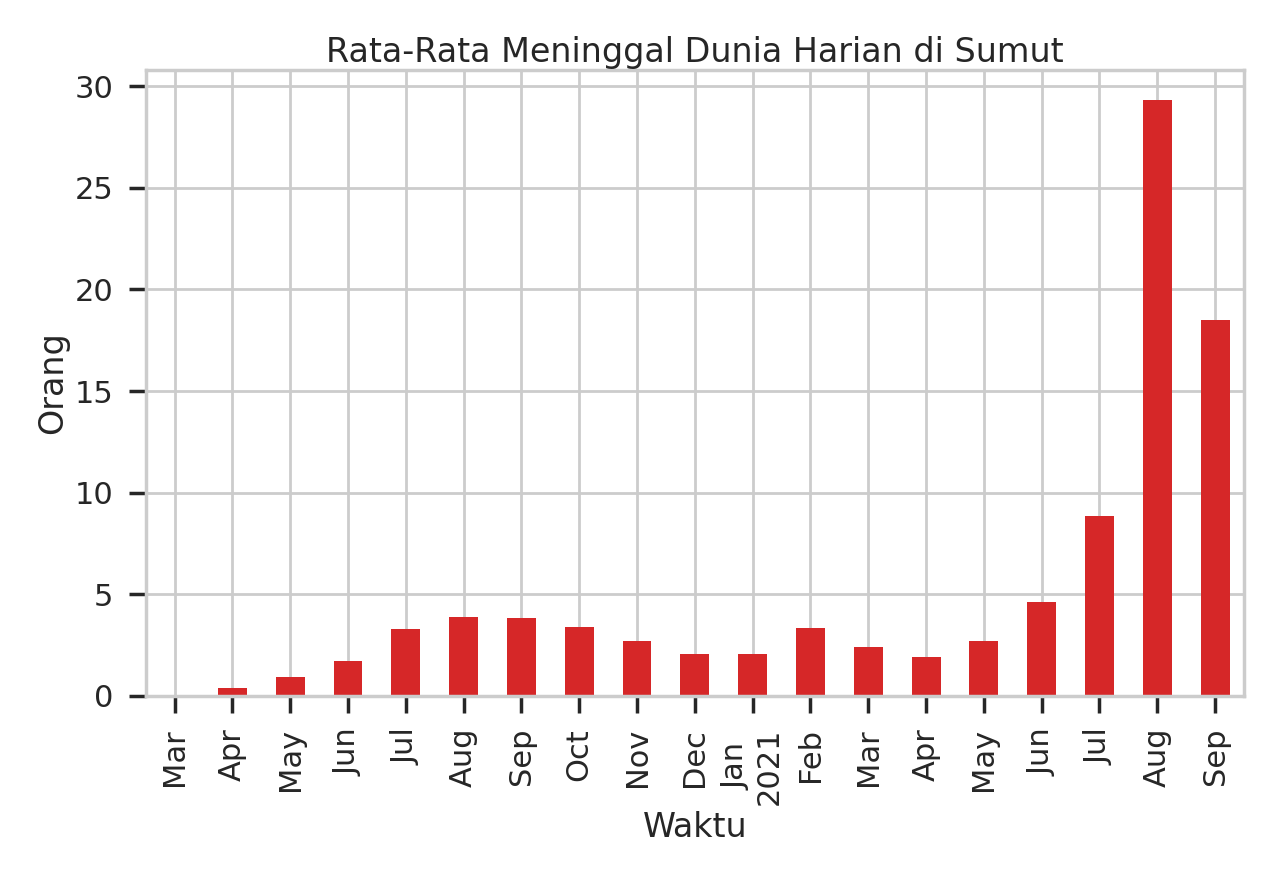 Rata-Rata Meninggal Dunia Harian di Sumut
30
25
20
15
10
5
0
Orang
Mar
Apr
May
Jun
Jul
Aug
Sep
Oct
Nov
Dec
Jan
2021
Feb
Mar
Apr
May
Jun
Jul
Aug
Sep
Waktu